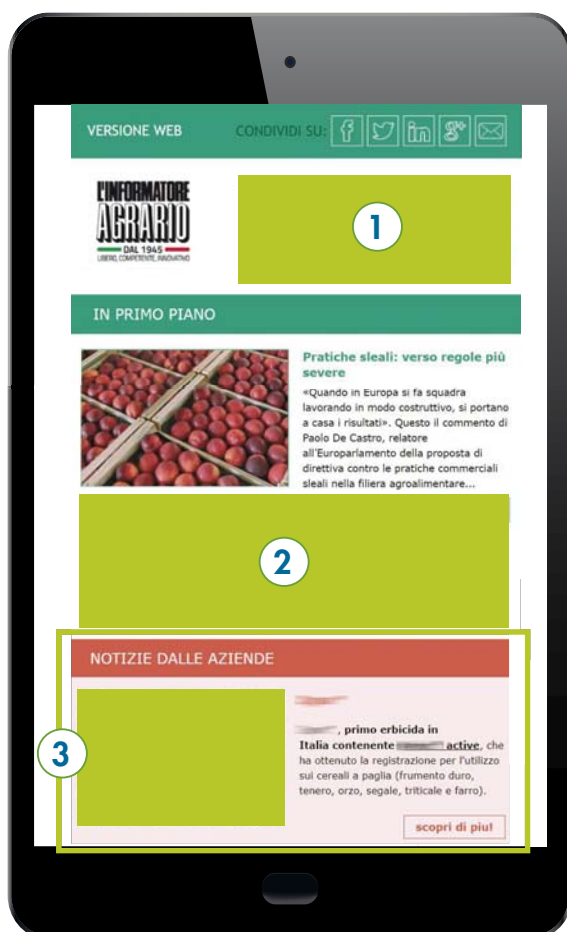 VERSIONE WEB
CONDIVIDI SU:
L'INFORMATORE
AGRARIO
DAL 1945
LIBERO, COMPETENTE, INNOVATIVO
1
IN PRIMO PIANO
Pratiche sleali: verso regole più
severe
«Quando in Europa si fa squadra
lavorando in modo costruttivo, si portano
a casa i risultati». Questo il commento di
Paolo De Castro, relatore
all'Europarlamento della proposta di
direttiva contro le pratiche commerciali
sleali nella filiera agroalimentare...
2
NOTIZIE DALLE AZIENDE
3
, primo erbicida in
Italia contenente active, che
ha ottenuto la registrazione per l'utilizzo
sui cereali a paglia (frumento duro,
tenero, orzo, segale, triticale e farro).
scopri di piu!